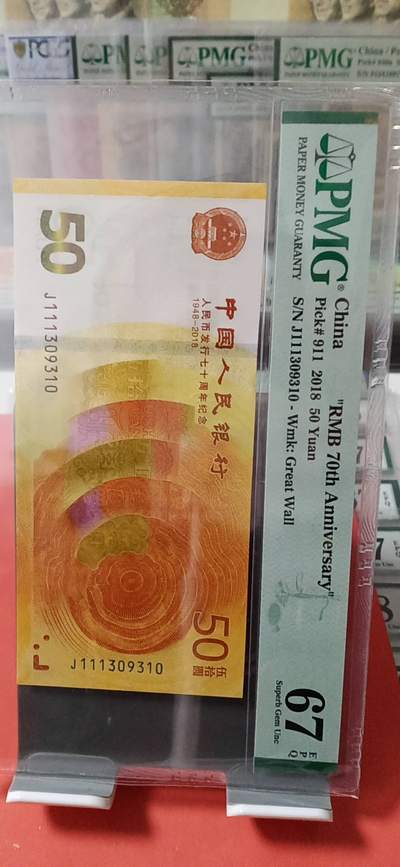 PMG
PAPER MONEY GUARANTY
China
Pick# 911 2018 50 Yuan
S/N J111309310 - Wmk: Great Wall
"RMB 70th Anniversary"
67
EPQ
Superb Gem Unc
中国人民银行
人民币发行七十周年纪念
1948-2018
50
J111309310
50
伍拾圆
J111309310
PMG
PMG